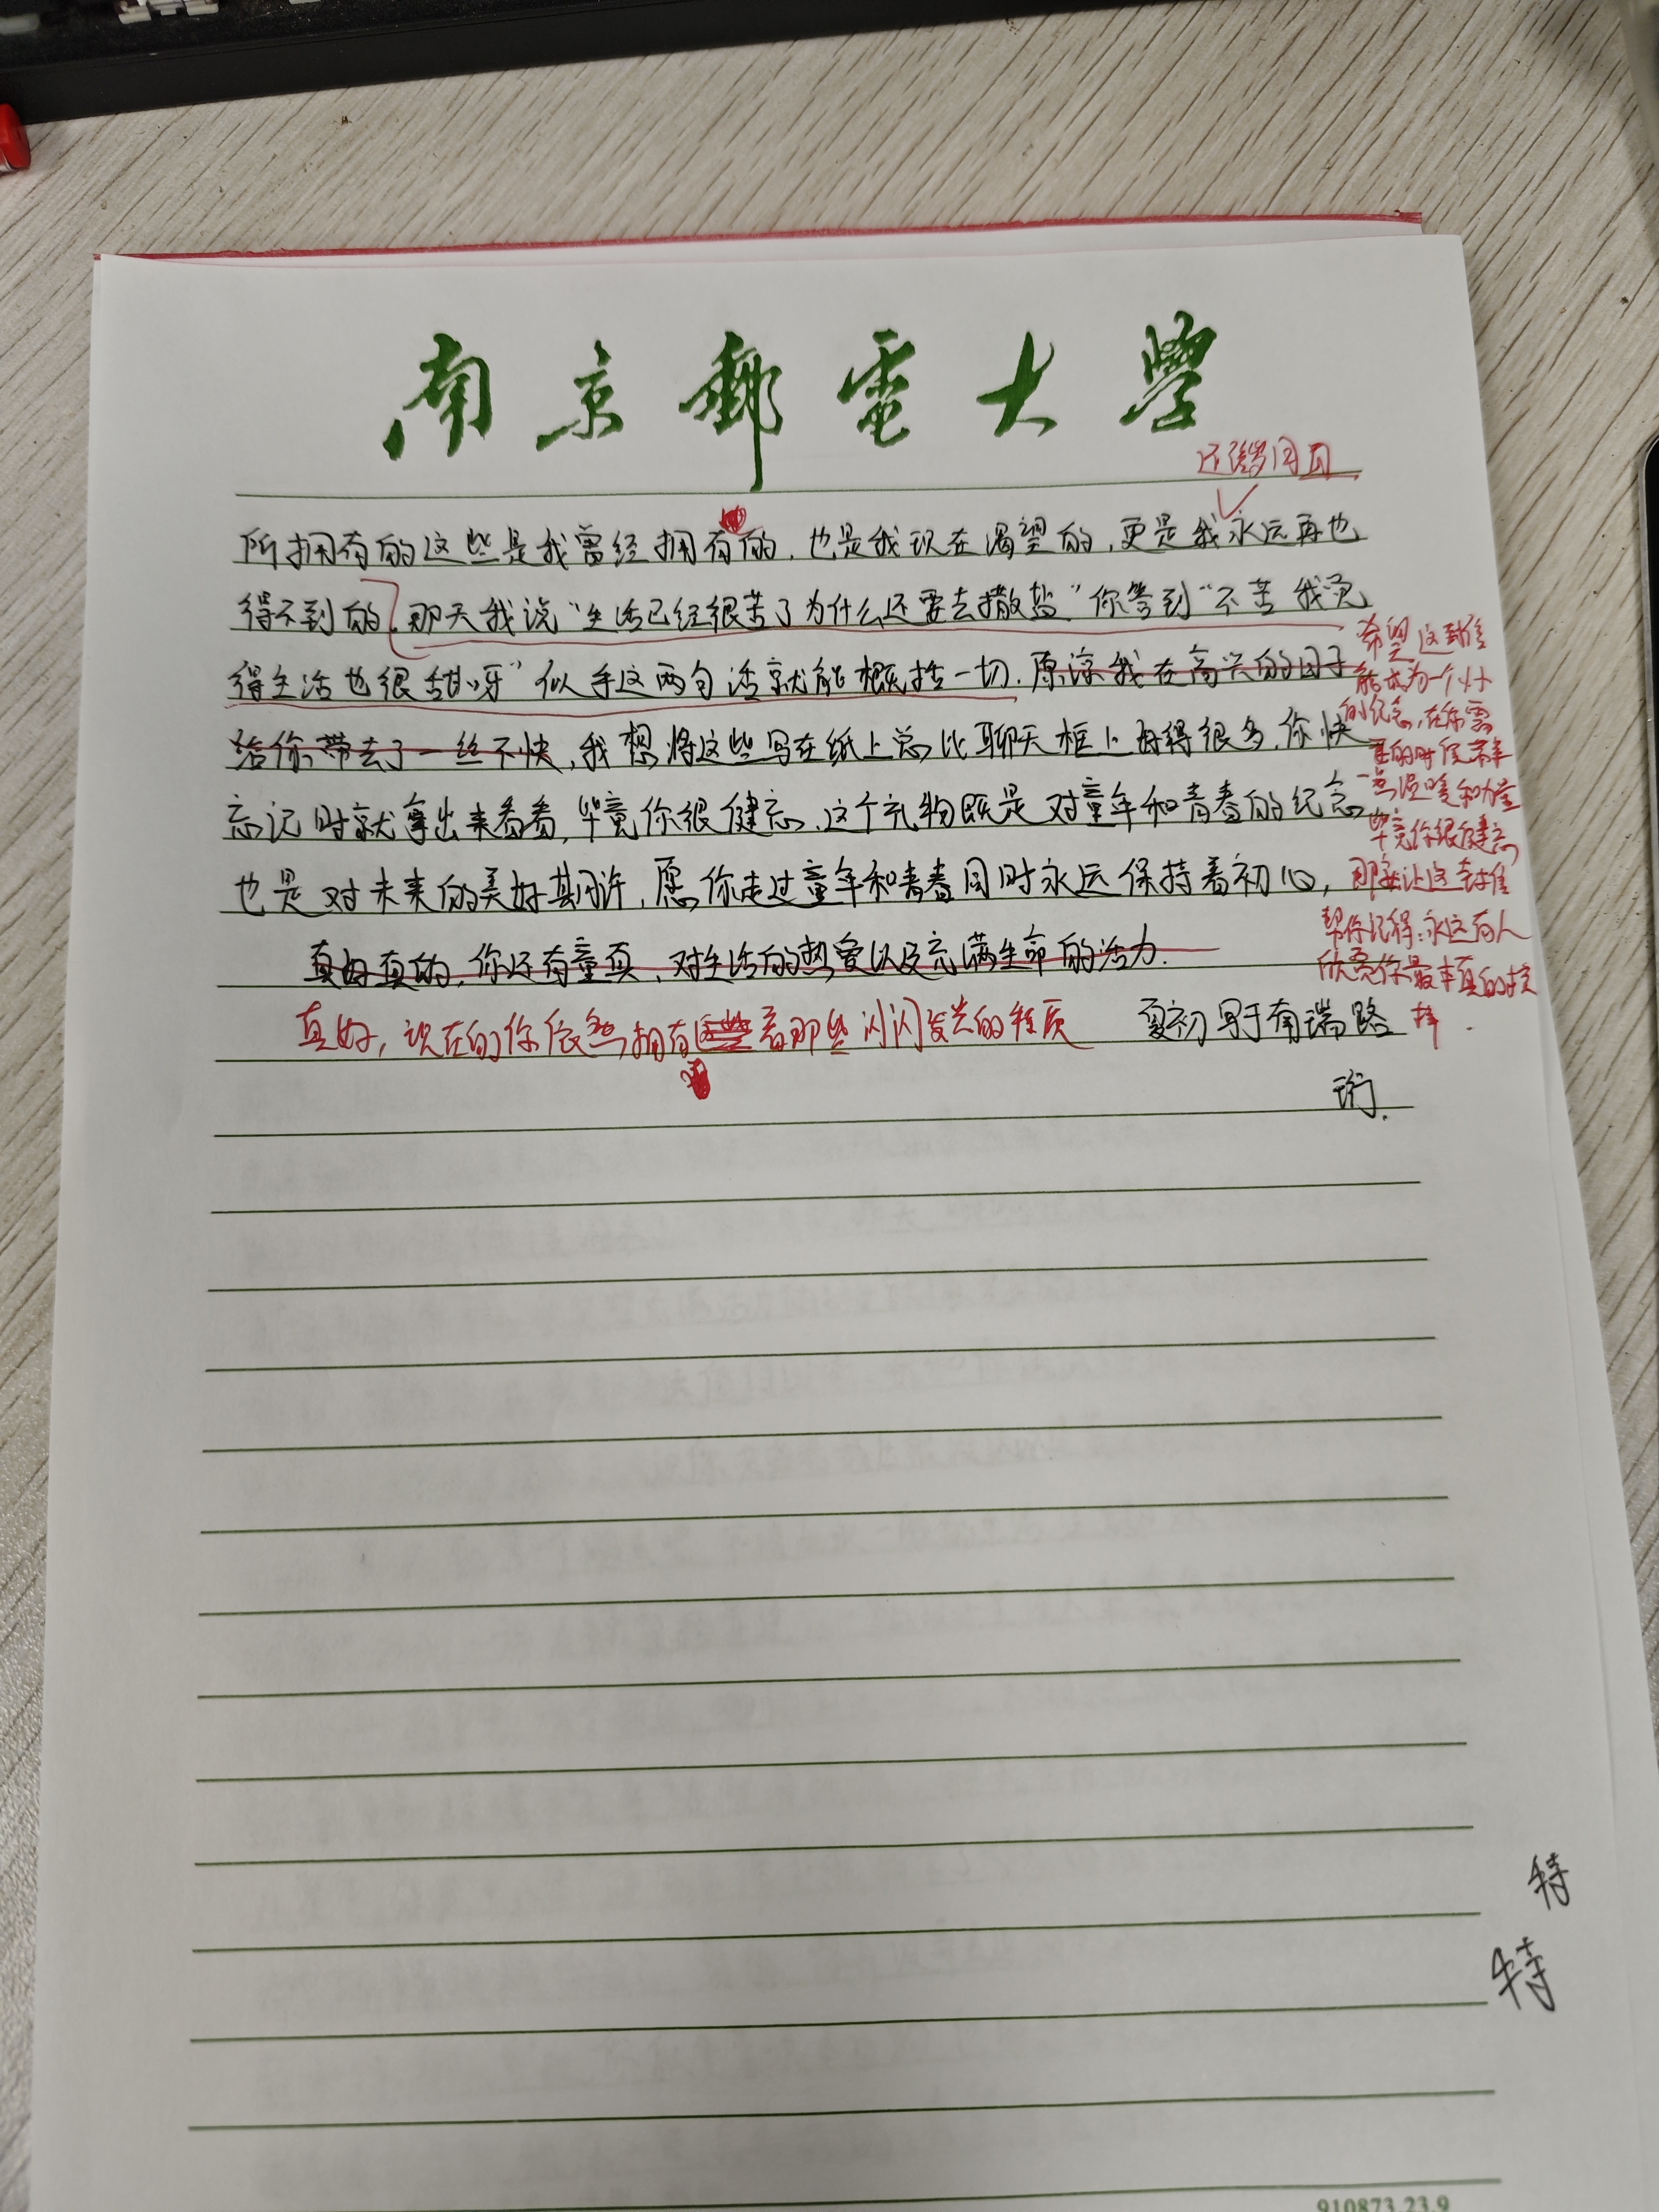 南京郵電大學
还能够回
所拥有的这些是我曾经拥有的,也是我现在渴望的,更是我永远再也
得不到的.那天我说“生活已经很苦了为什么还要去撒盐”你等到“不苦 我觉
得生活也很甜呀”似乎这两句话就能概括一切.原谅我在高兴的日子
给你带去了一丝不快,我想将这些写在纸上总比聊天框上好得很多.你快
忘记时就拿出来看看,毕竟你很健忘.这个礼物既是对童年和青春的纪念
也是对未来的美好期许.愿你走过童年和青春同时永远保持着初心,
真好真的.你还有童真、对生活的热爱以及充满生命的活力.
真好,现在的你依然拥有着那些闪闪发光的特质
夏初写于南瑞路
珩.
希望这封信
能成为一个小小
的纪念,在你需
要的时候带来
一点温暖和力量
毕竟你很健忘,
那就让这封信
帮你记得:永远有人
欣赏你最本真的模
样.
特
特
910873.23.9